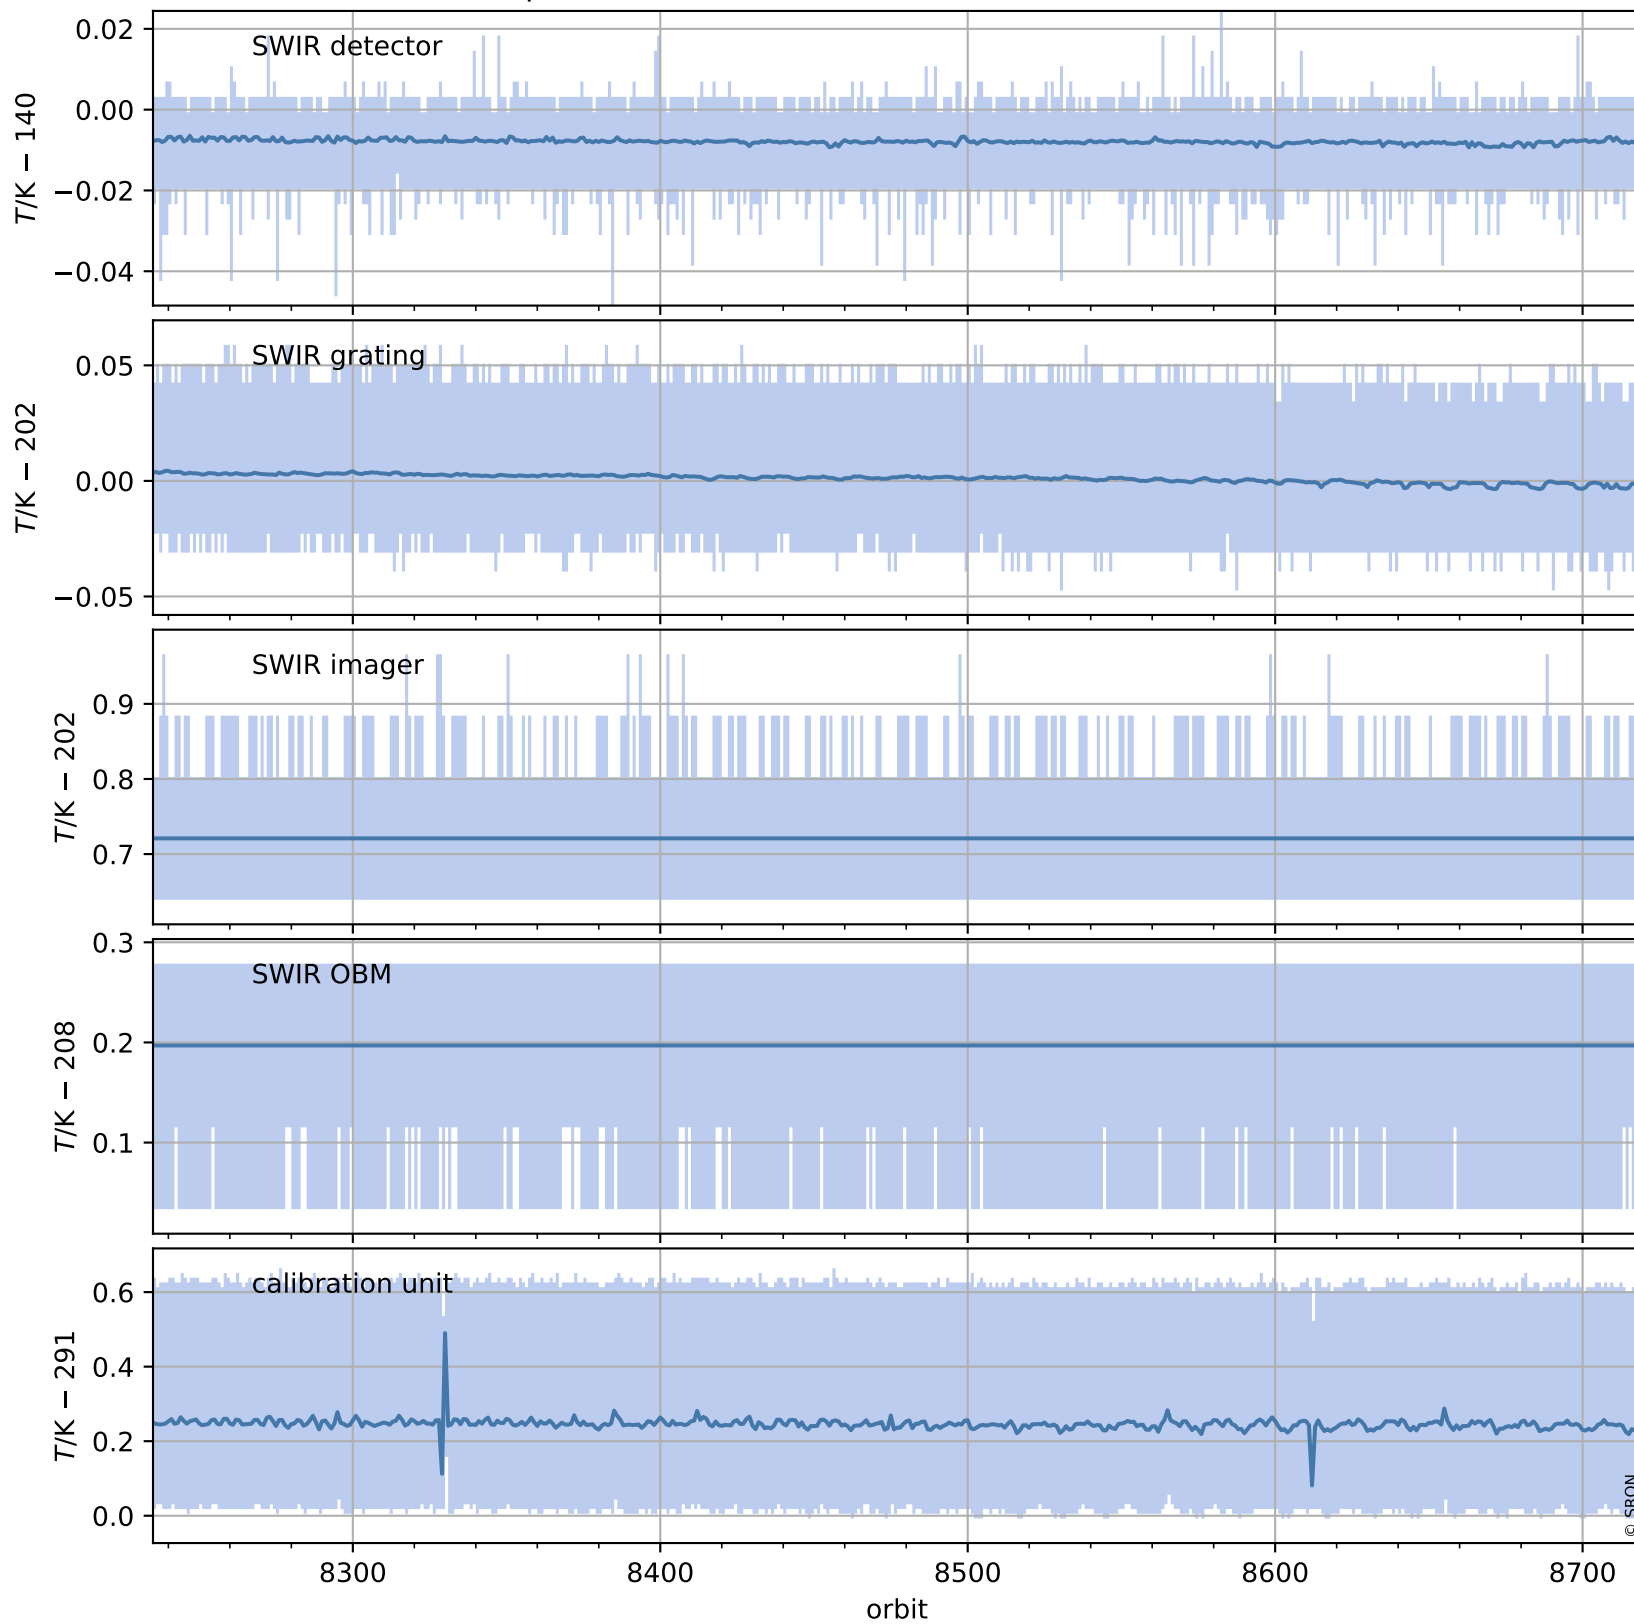 SWIR detector
T/K − 140
0.02
0.00
−0.02
−0.04
SWIR grating
T/K − 202
0.05
0.00
−0.05
SWIR imager
T/K − 202
0.9
0.8
0.7
SWIR OBM
T/K − 208
0.3
0.2
0.1
calibration unit
T/K − 291
0.6
0.4
0.2
0.0
© SRON
8300 8400 8500 8600 8700
orbit